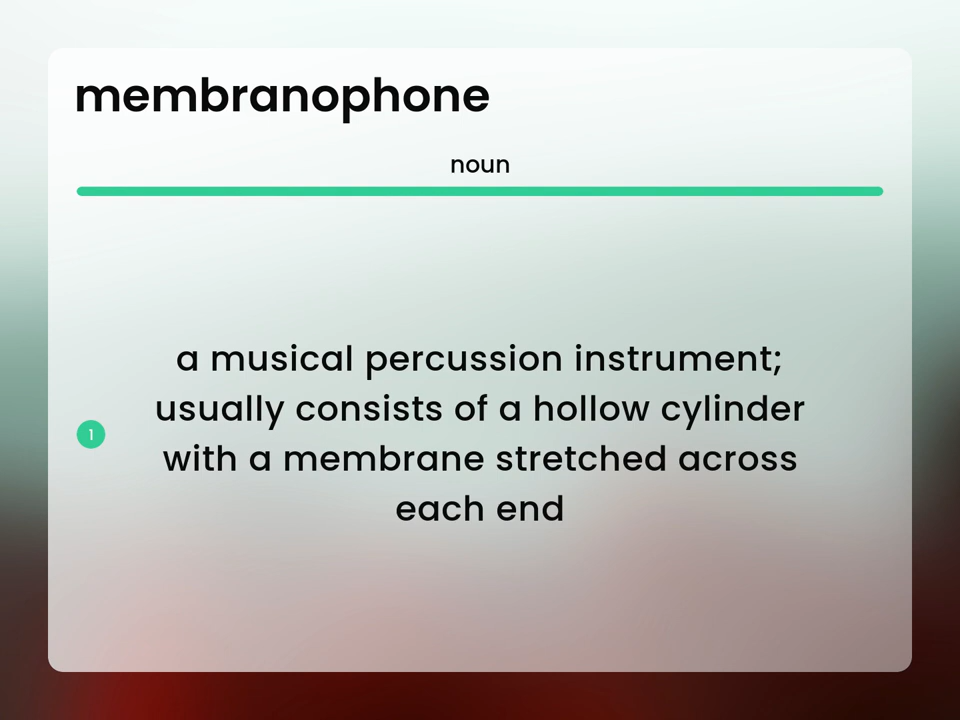 membranophone
noun
a musical percussion instrument;
usually consists of a hollow cylinder
1
with a membrane stretched across
each end